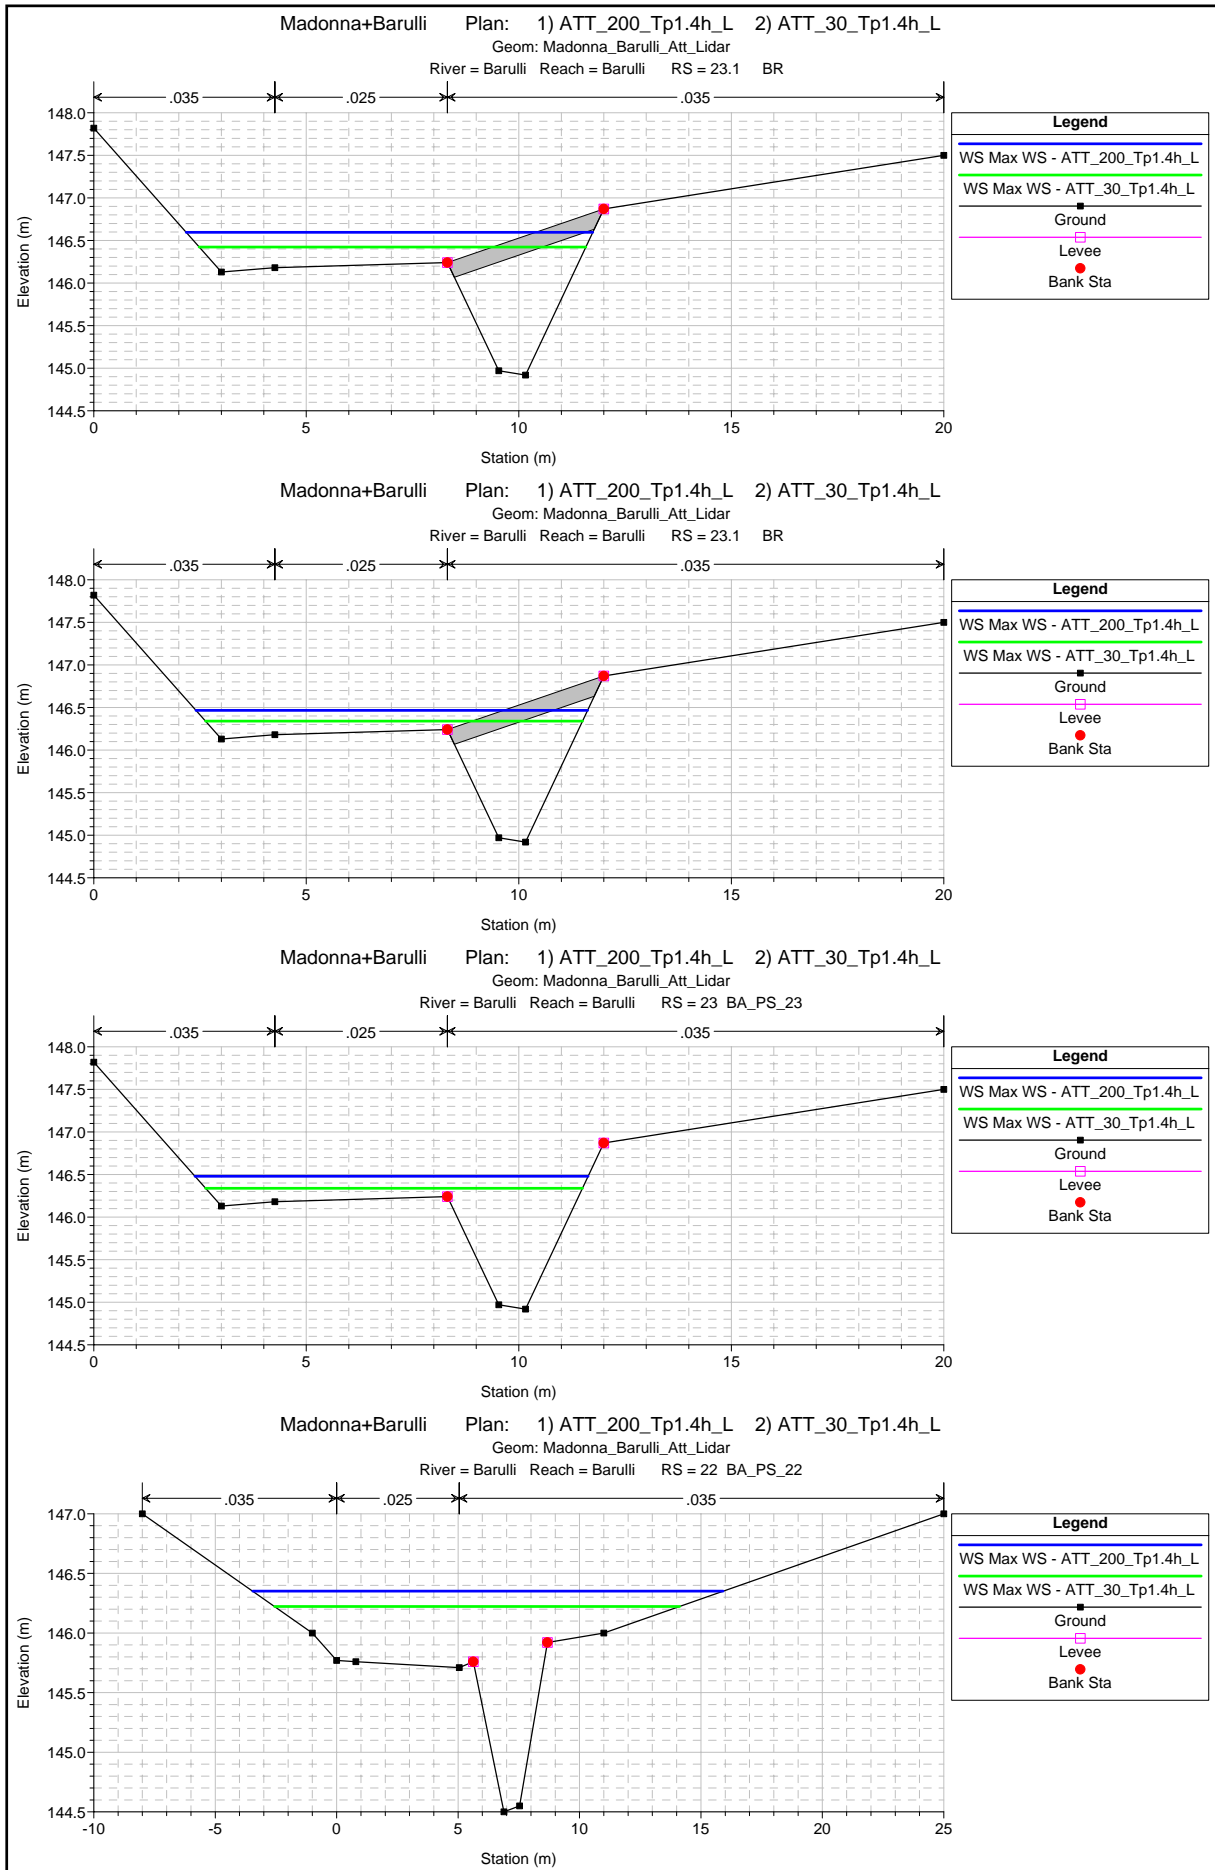 Madonna+Barulli Plan: 1) ATT_200_Tp1.4h_L 2) ATT_30_Tp1.4h_L
Geom: Madonna_Barulli_Att_Lidar
River = Barulli Reach = Barulli RS = 23.1 BR
.035 .025 .035
148.0
147.5
147.0
146.5
146.0
145.5
145.0
144.5
Elevation (m)
0 5 10 15 20
Station (m)
Legend
WS Max WS - ATT_200_Tp1.4h_L
WS Max WS - ATT_30_Tp1.4h_L
Ground
Levee
Bank Sta
Madonna+Barulli Plan: 1) ATT_200_Tp1.4h_L 2) ATT_30_Tp1.4h_L
Geom: Madonna_Barulli_Att_Lidar
River = Barulli Reach = Barulli RS = 23.1 BR
.035 .025 .035
148.0
147.5
147.0
146.5
146.0
145.5
145.0
144.5
Elevation (m)
0 5 10 15 20
Station (m)
Legend
WS Max WS - ATT_200_Tp1.4h_L
WS Max WS - ATT_30_Tp1.4h_L
Ground
Levee
Bank Sta
Madonna+Barulli Plan: 1) ATT_200_Tp1.4h_L 2) ATT_30_Tp1.4h_L
Geom: Madonna_Barulli_Att_Lidar
River = Barulli Reach = Barulli RS = 23 BA_PS_23
.035 .025 .035
148.0
147.5
147.0
146.5
146.0
145.5
145.0
144.5
Elevation (m)
0 5 10 15 20
Station (m)
Legend
WS Max WS - ATT_200_Tp1.4h_L
WS Max WS - ATT_30_Tp1.4h_L
Ground
Levee
Bank Sta
Madonna+Barulli Plan: 1) ATT_200_Tp1.4h_L 2) ATT_30_Tp1.4h_L
Geom: Madonna_Barulli_Att_Lidar
River = Barulli Reach = Barulli RS = 22 BA_PS_22
.035 .025 .035
147.0
146.5
146.0
145.5
145.0
144.5
Elevation (m)
-10 -5 0 5 10 15 20 25
Station (m)
Legend
WS Max WS - ATT_200_Tp1.4h_L
WS Max WS - ATT_30_Tp1.4h_L
Ground
Levee
Bank Sta